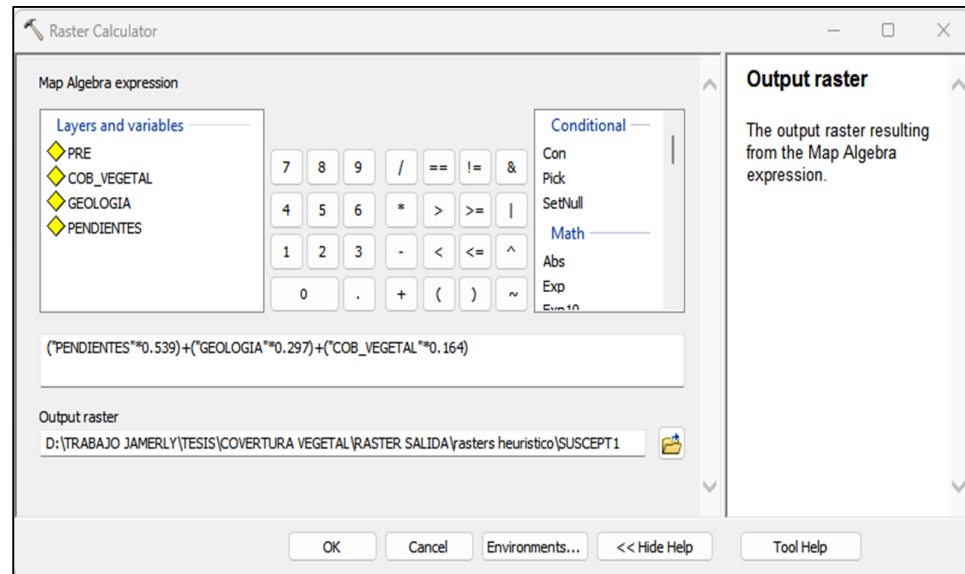 Raster Calculator
Map Algebra expression
Layers and variables
PRE
COB_VEGETAL
GEOLOGIA
PENDIENTES
7 8 9 / == != &
4 5 6 * > >= |
1 2 3 - < <= ^
0 . + ( ) ~
Conditional
Con
Pick
SetNull
Math
Abs
Exp
Exp10
("PENDIENTES"*0.539)+("GEOLOGIA"*0.297)+("COB_VEGETAL"*0.164)
Output raster
D:\TRABAJO JAMERLY\TESIS\COVERTURA VEGETAL\RASTER SALIDA\rasters heuristico\SUSCEPT1
OK Cancel Environments... << Hide Help Tool Help
Output raster
The output raster resulting
from the Map Algebra
expression.